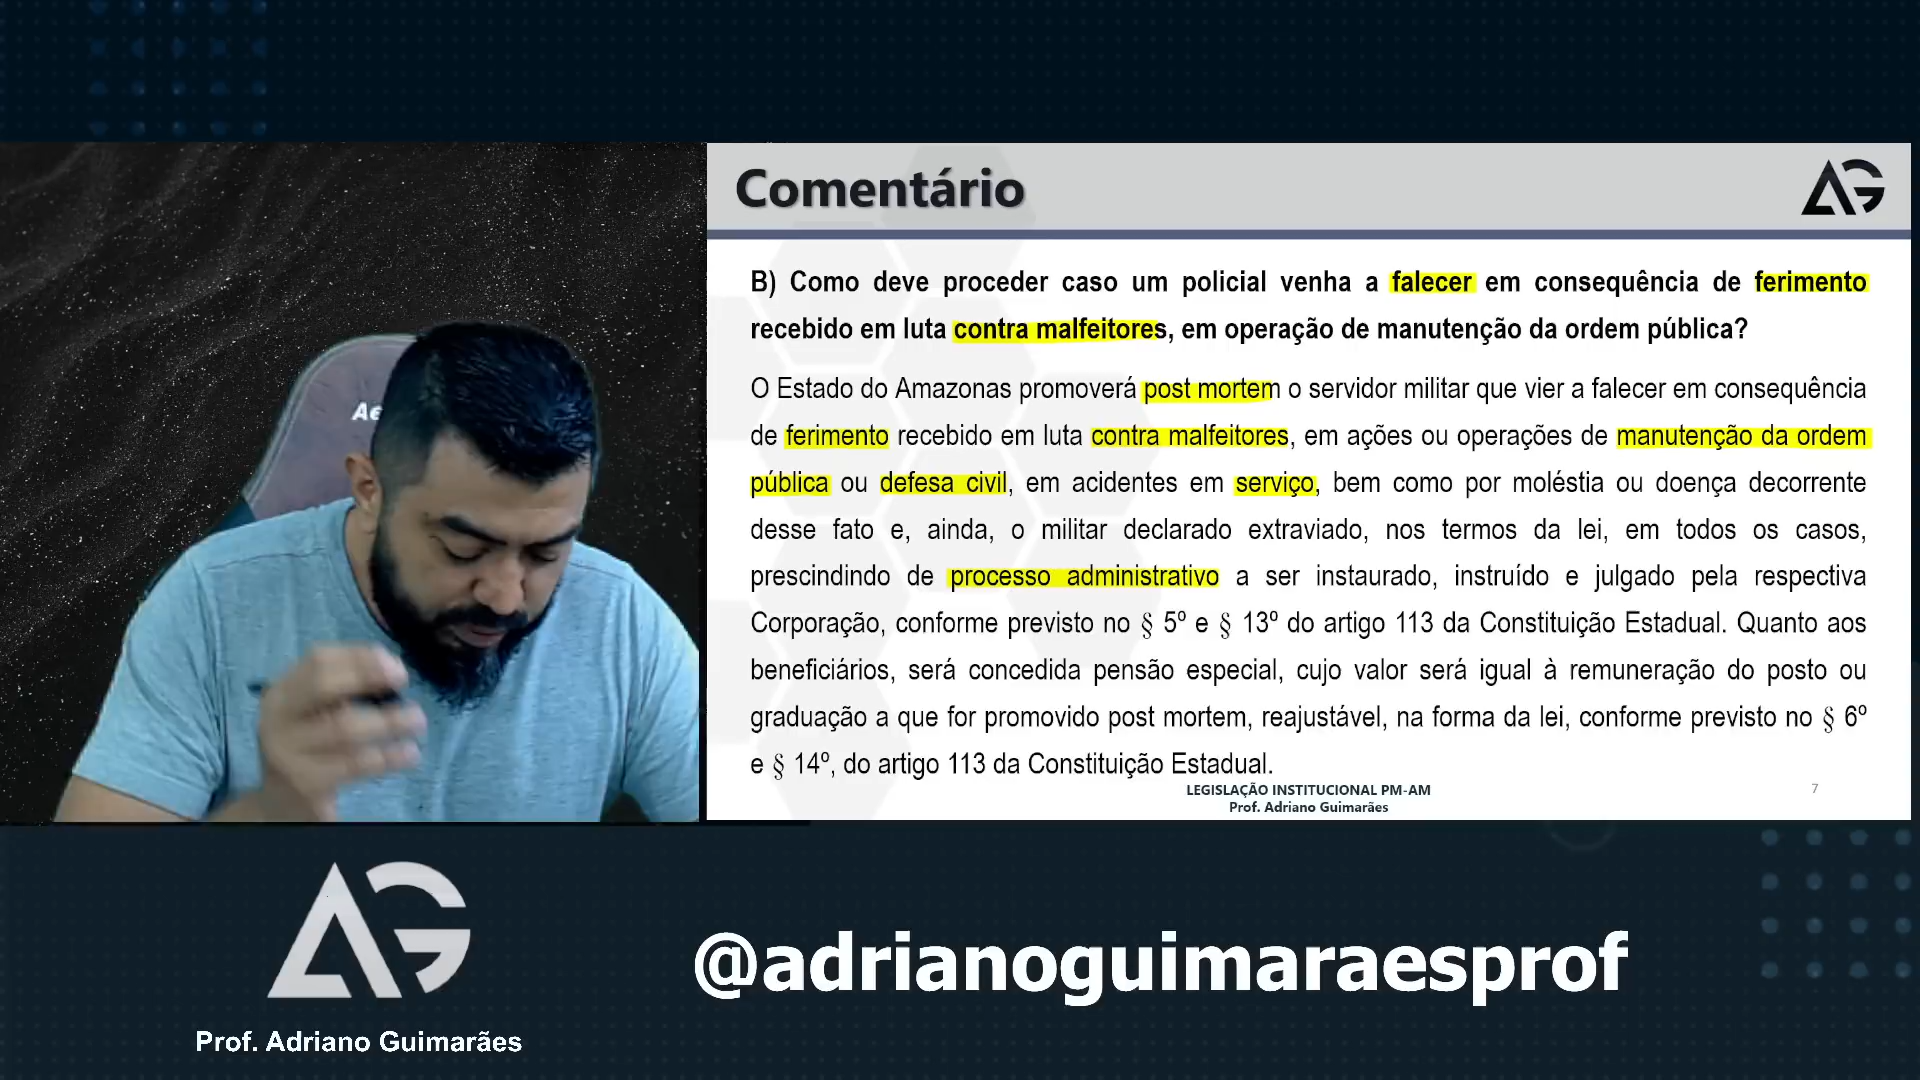 Comentário
AG
B) Como deve proceder caso um policial venha a falecer em consequência de ferimento
recebido em luta contra malfeitores, em operação de manutenção da ordem pública?
O Estado do Amazonas promoverá post mortem o servidor militar que vier a falecer em consequência
de ferimento recebido em luta contra malfeitores, em ações ou operações de manutenção da ordem
pública ou defesa civil, em acidentes em serviço, bem como por moléstia ou doença decorrente
desse fato e, ainda, o militar declarado extraviado, nos termos da lei, em todos os casos,
prescindindo de processo administrativo a ser instaurado, instruído e julgado pela respectiva
Corporação, conforme previsto no § 5º e § 13º do artigo 113 da Constituição Estadual. Quanto aos
beneficiários, será concedida pensão especial, cujo valor será igual à remuneração do posto ou
graduação a que for promovido post mortem, reajustável, na forma da lei, conforme previsto no § 6º
e § 14º, do artigo 113 da Constituição Estadual.
LEGISLAÇÃO INSTITUCIONAL PM-AM
Prof. Adriano Guimarães
7
AG
Prof. Adriano Guimarães
@adrianoguimaraesprof